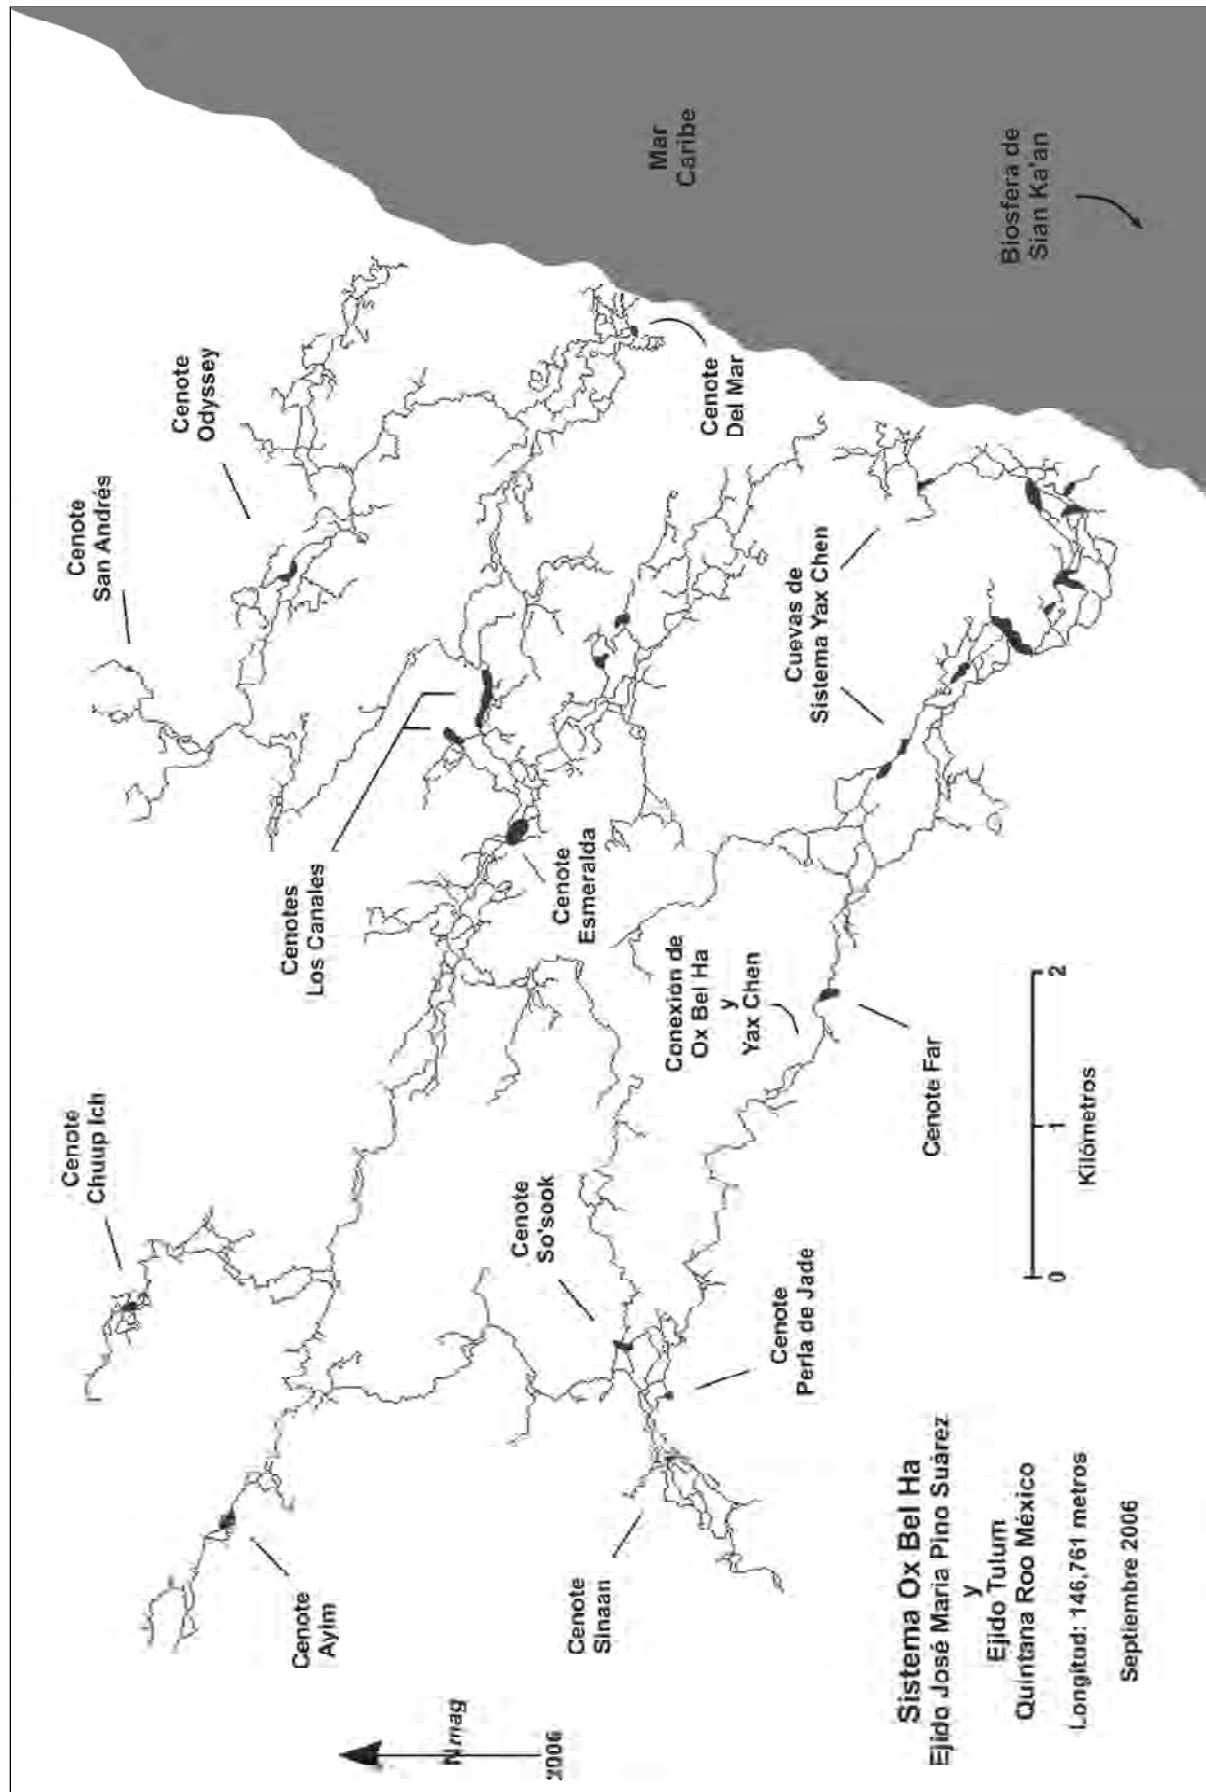 Mar
Caribe
Biosfera de
Sian Ka'an
Cenote
Odyssey
Cenote
San Andrés
Cenote
Del Mar
Cuevas de
Sistema Yax Chen
Cenotes
Los Canales
Cenote
Esmeralda
Conexion de
Ox Bel Ha
y
Yax Chen
Cenote Far
Cenote
Chuup Ich
Cenote
So'sook
Cenote
Perla de Jade
Cenote
Ayim
Cenote
Sinaan
0 1 2
Kilómetros
Nmag
2006
Sistema Ox Bel Ha
Ejido José Maria Pino Suárez
y
Ejido Tulum
Quintana Roo México
Longitud: 146,761 metros
Septiembre 2006